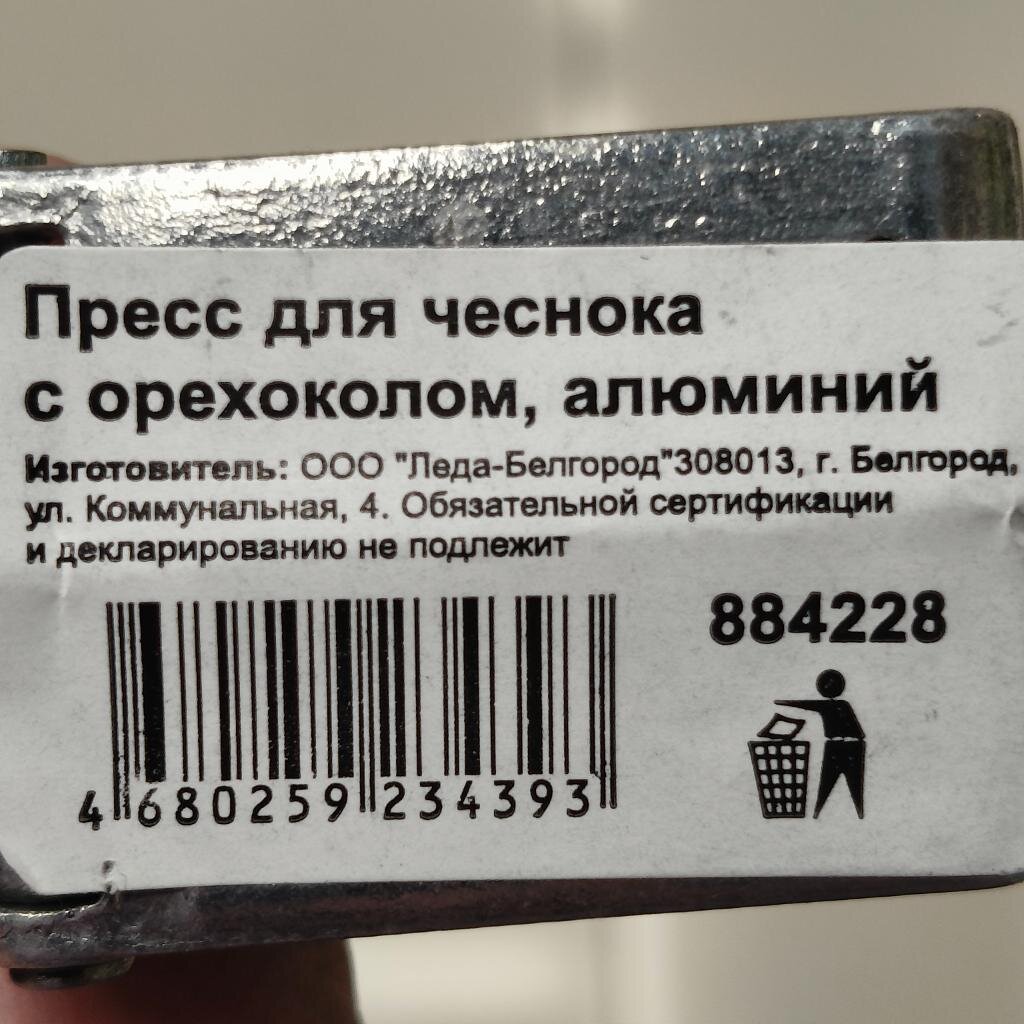 Пресс для чеснока
с орехоколом, алюминий
Изготовитель: ООО "Леда-Белгород"308013, г. Белгород,
ул. Коммунальная, 4. Обязательной сертификации
и декларированию не подлежит
884228
4 680259 234393